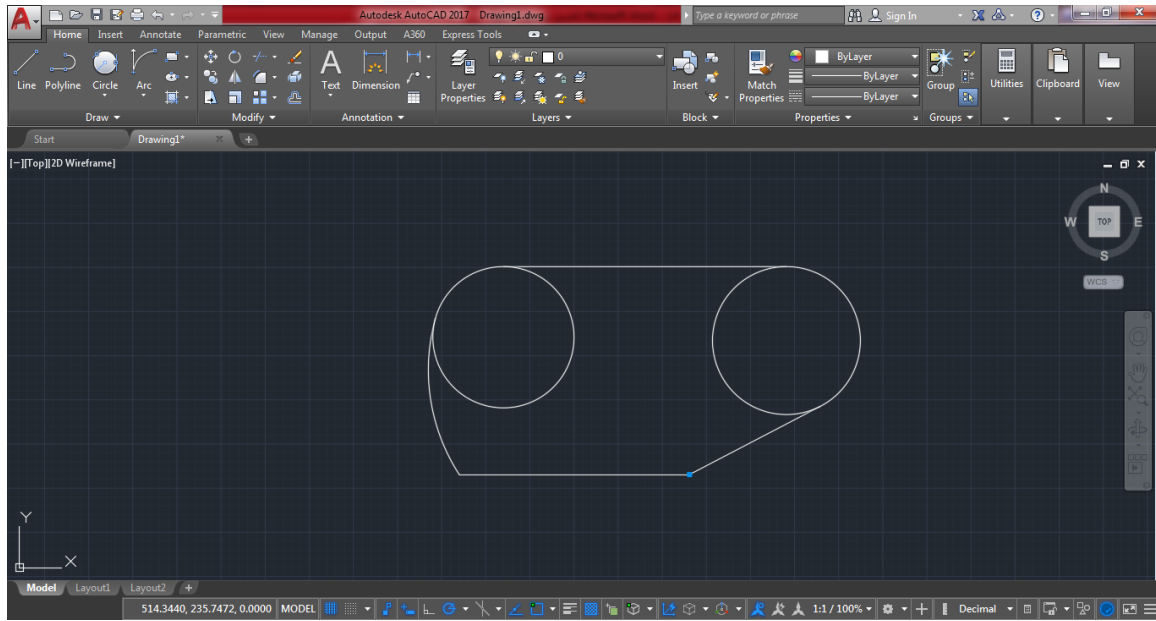 A Autodesk AutoCAD 2017 Drawing1.dwg Type a keyword or phrase Sign In
Home Insert Annotate Parametric View Manage Output A360 Express Tools
Line Polyline Circle Arc Text Dimension Layer Properties 0 Insert Match Properties ByLayer ByLayer ByLayer Group Utilities Clipboard View
Draw Modify Annotation Layers Block Properties Groups
Start Drawing1* +
[−][Top][2D Wireframe]
N
W TOP E
S
WCS
Y
X
Model Layout1 Layout2 +
514.3440, 235.7472, 0.0000 MODEL 1:1 / 100% Decimal